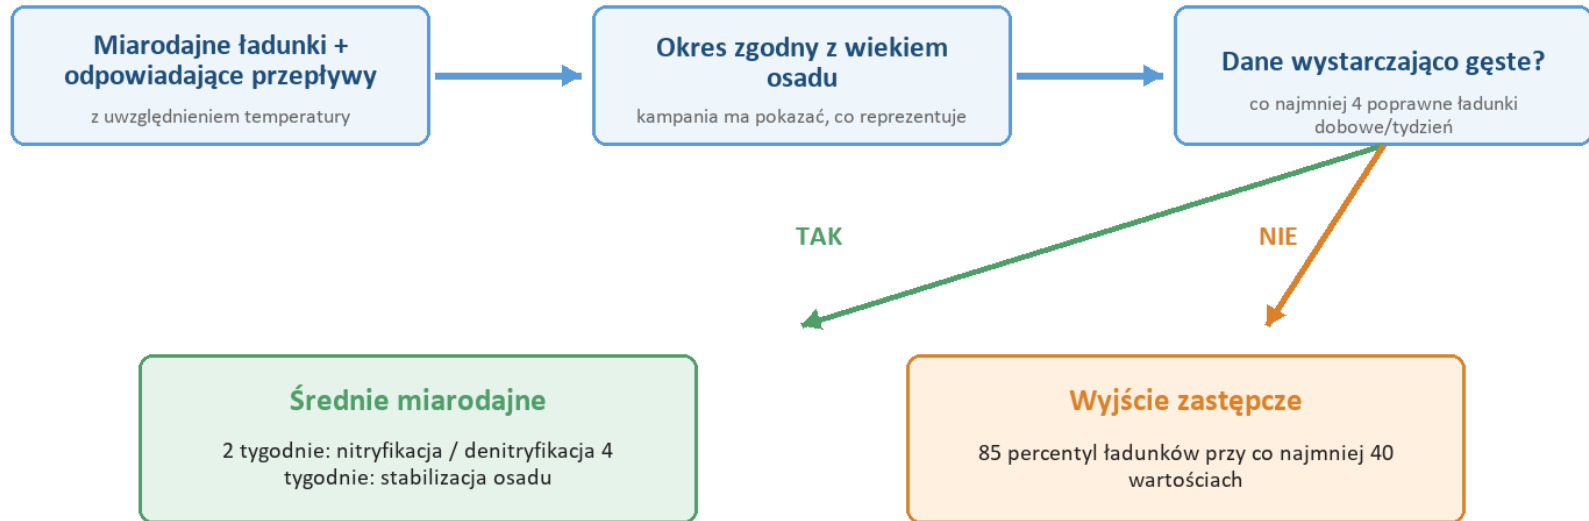 Miarodajne ładunki +
odpowiadające przepływy
z uwzględnieniem temperatury
Okres zgodny z wiekiem
osadu
kampania ma pokazać, co reprezentuje
Dane wystarczająco gęste?
co najmniej 4 poprawne ładunki
dobowe/tydzień
TAK
NIE
Średnie miarodajne
2 tygodnie: nitryfikacja / denitryfikacja 4
tygodnie: stabilizacja osadu
Wyjście zastępcze
85 percentyl ładunków przy co najmniej 40
wartościach